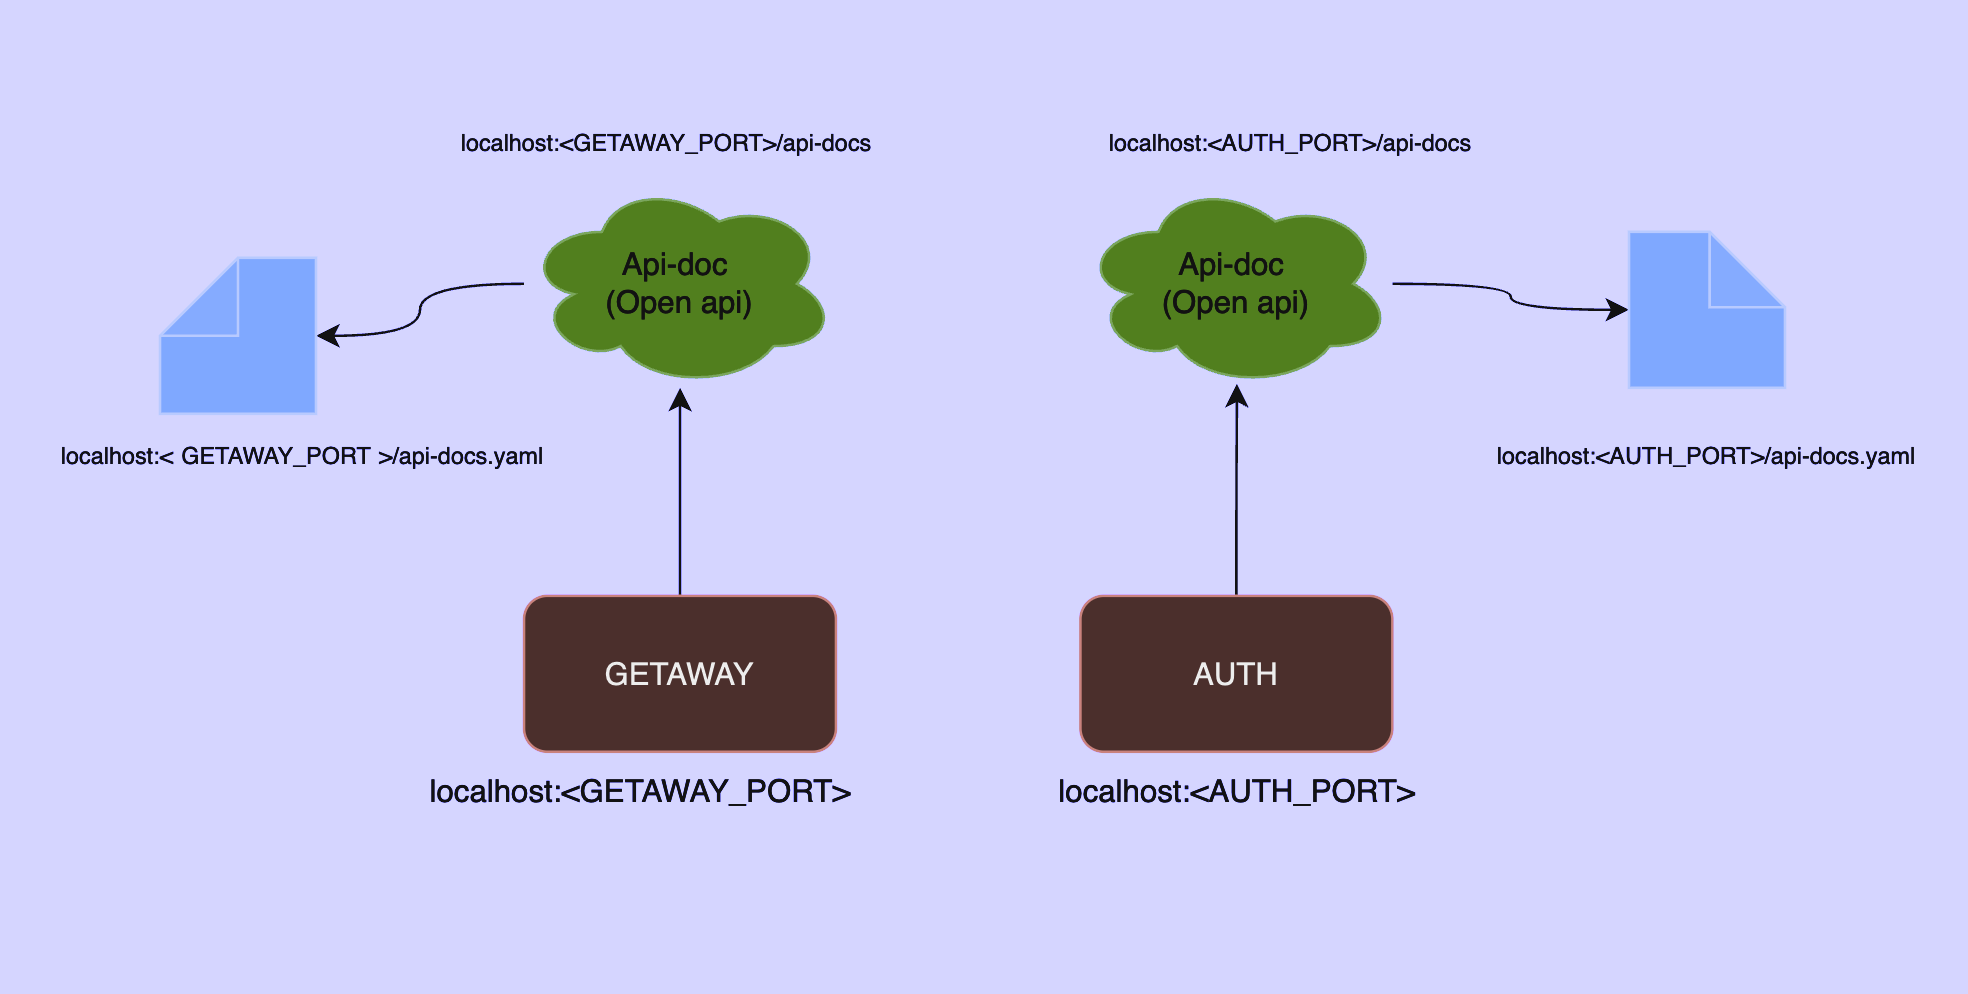 localhost:<GETAWAY_PORT>/api-docs
localhost:<AUTH_PORT>/api-docs
Api-doc
(Open api)
Api-doc
(Open api)
localhost:< GETAWAY_PORT >/api-docs.yaml
localhost:<AUTH_PORT>/api-docs.yaml
GETAWAY
AUTH
localhost:<GETAWAY_PORT>
localhost:<AUTH_PORT>